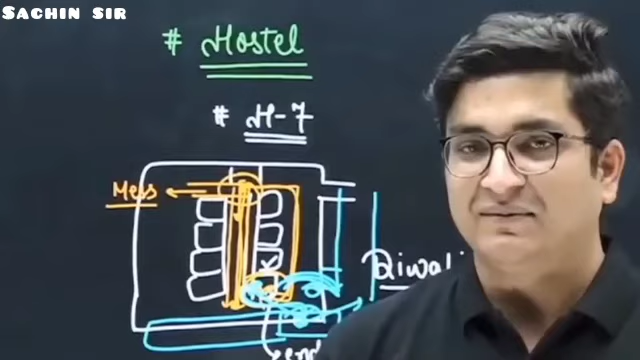 SACHIN SIR
# Hostel
# H-7
Mess
Diwali